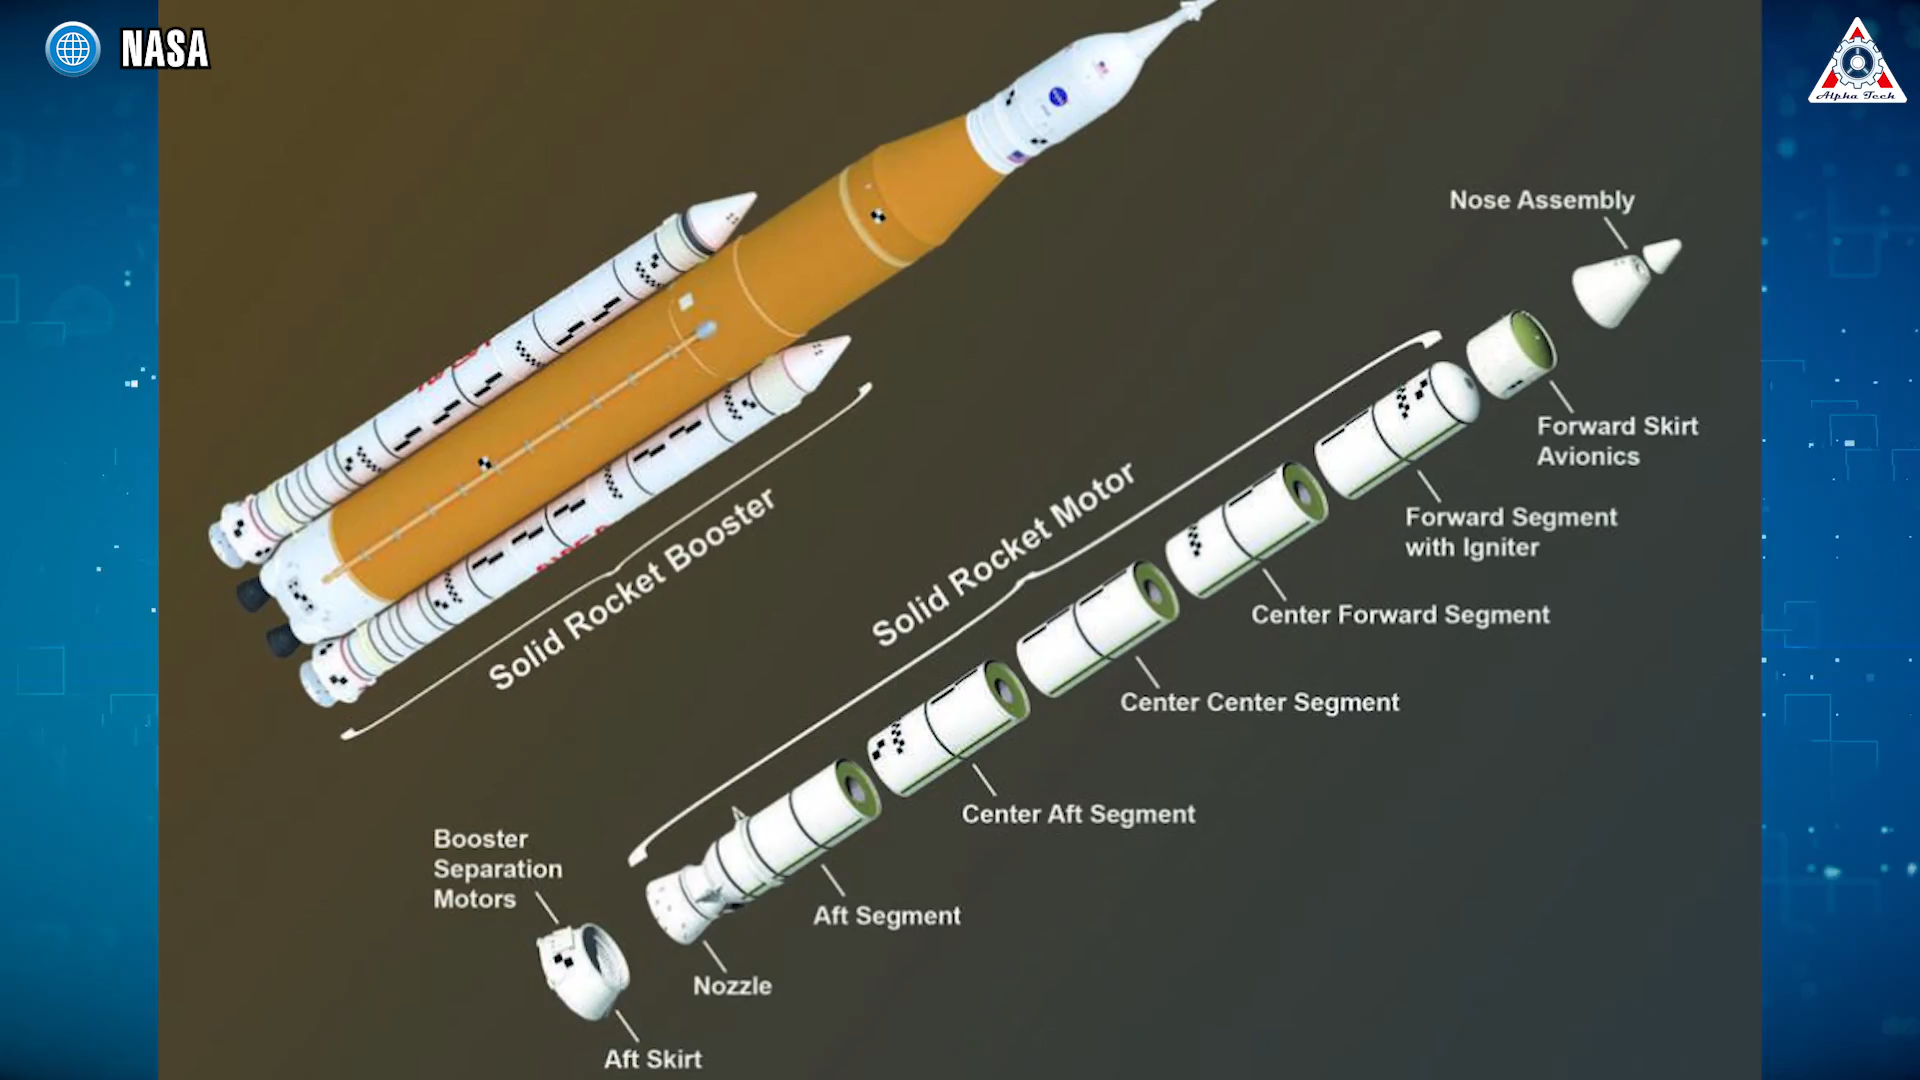 NASA
Alpha Tech
Nose Assembly
Forward Skirt
Avionics
Solid Rocket Motor
Forward Segment
with Igniter
Solid Rocket Booster
Center Forward Segment
Center Center Segment
Center Aft Segment
Booster
Separation
Motors
Aft Segment
Nozzle
Aft Skirt